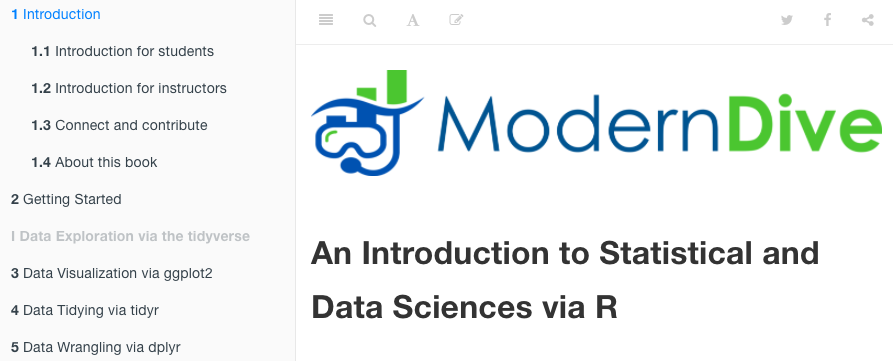 1 Introduction
1.1 Introduction for students
1.2 Introduction for instructors
1.3 Connect and contribute
1.4 About this book
2 Getting Started
I Data Exploration via the tidyverse
3 Data Visualization via ggplot2
4 Data Tidying via tidyr
5 Data Wrangling via dplyr
A
ModernDive
An Introduction to Statistical and
Data Sciences via R